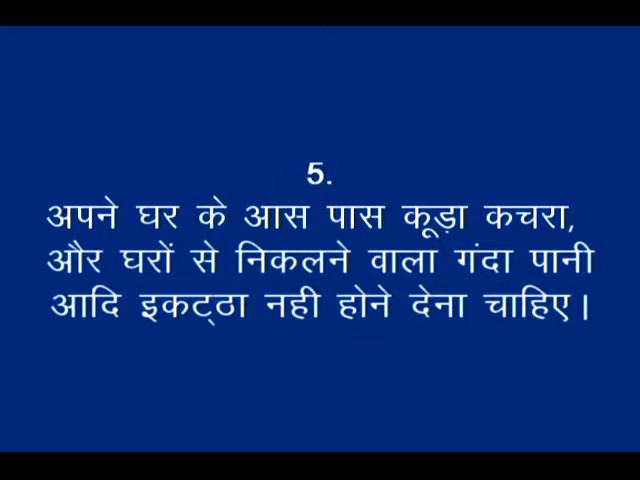 5.
अपने घर के आस पास कूड़ा कचरा,
और घरों से निकलने वाला गंदा पानी
आदि इकट्ठा नही होने देना चाहिए।